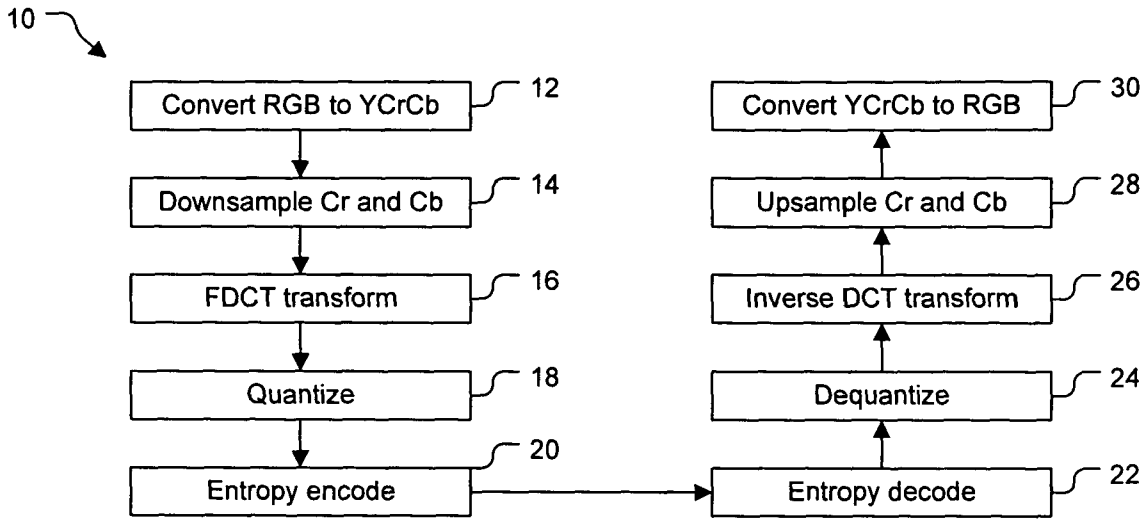 10
Convert RGB to YCrCb
12
Downsample Cr and Cb
14
FDCT transform
16
Quantize
18
Entropy encode
20
Convert YCrCb to RGB
30
Upsample Cr and Cb
28
Inverse DCT transform
26
Dequantize
24
Entropy decode
22